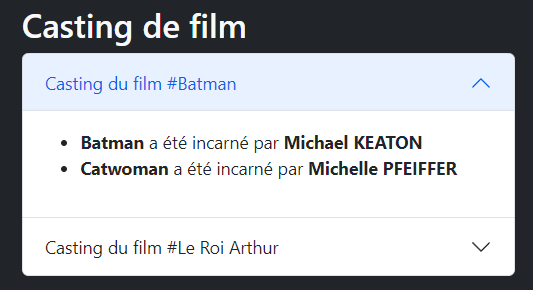 Casting de film
Casting du film #Batman
• Batman a été incarné par Michael KEATON
• Catwoman a été incarné par Michelle PFEIFFER
Casting du film #Le Roi Arthur